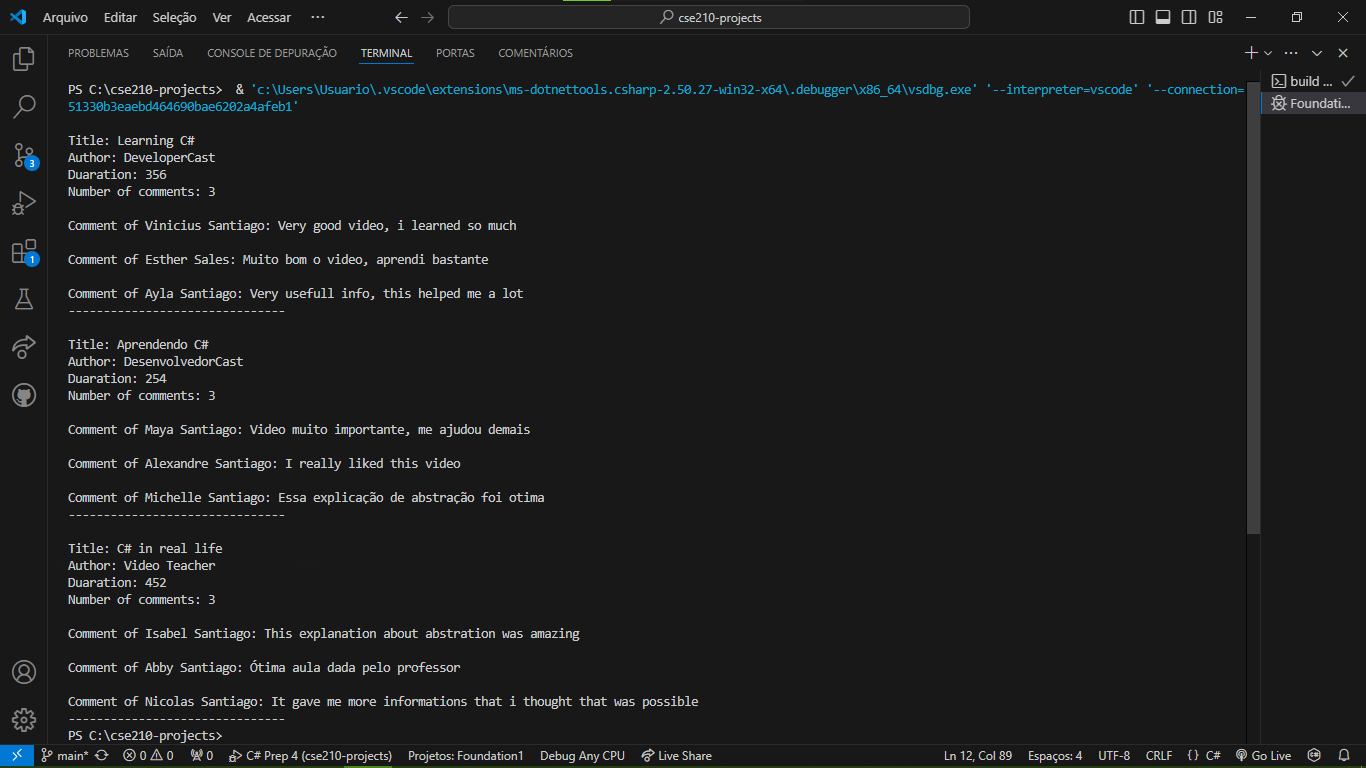 Arquivo Editar Seleção Ver Acessar ···
cse210-projects
PROBLEMAS SAÍDA CONSOLE DE DEPURAÇÃO TERMINAL PORTAS COMENTÁRIOS
PS C:\cse210-projects>  & 'c:\Users\Usuario\.vscode\extensions\ms-dotnettools.csharp-2.50.27-win32-x64\.debugger\x86_64\vsdbg.exe' '--interpreter=vscode' '--connection=
51330b3eaebd464690bae6202a4afeb1'
build ...
Foundati...
Title: Learning C#
Author: DeveloperCast
Duaration: 356
Number of comments: 3
Comment of Vinicius Santiago: Very good video, i learned so much
Comment of Esther Sales: Muito bom o video, aprendi bastante
Comment of Ayla Santiago: Very usefull info, this helped me a lot
-------------------------------
Title: Aprendendo C#
Author: DesenvolvedorCast
Duaration: 254
Number of comments: 3
Comment of Maya Santiago: Video muito importante, me ajudou demais
Comment of Alexandre Santiago: I really liked this video
Comment of Michelle Santiago: Essa explicação de abstração foi otima
-------------------------------
Title: C# in real life
Author: Video Teacher
Duaration: 452
Number of comments: 3
Comment of Isabel Santiago: This explanation about abstration was amazing
Comment of Abby Santiago: Ótima aula dada pelo professor
Comment of Nicolas Santiago: It gave me more informations that i thought that was possible
-------------------------------
PS C:\cse210-projects>
3
1
main* 0 0 0 C# Prep 4 (cse210-projects) Projetos: Foundation1 Debug Any CPU Live Share Ln 12, Col 89 Espaços: 4 UTF-8 CRLF {} C# Go Live